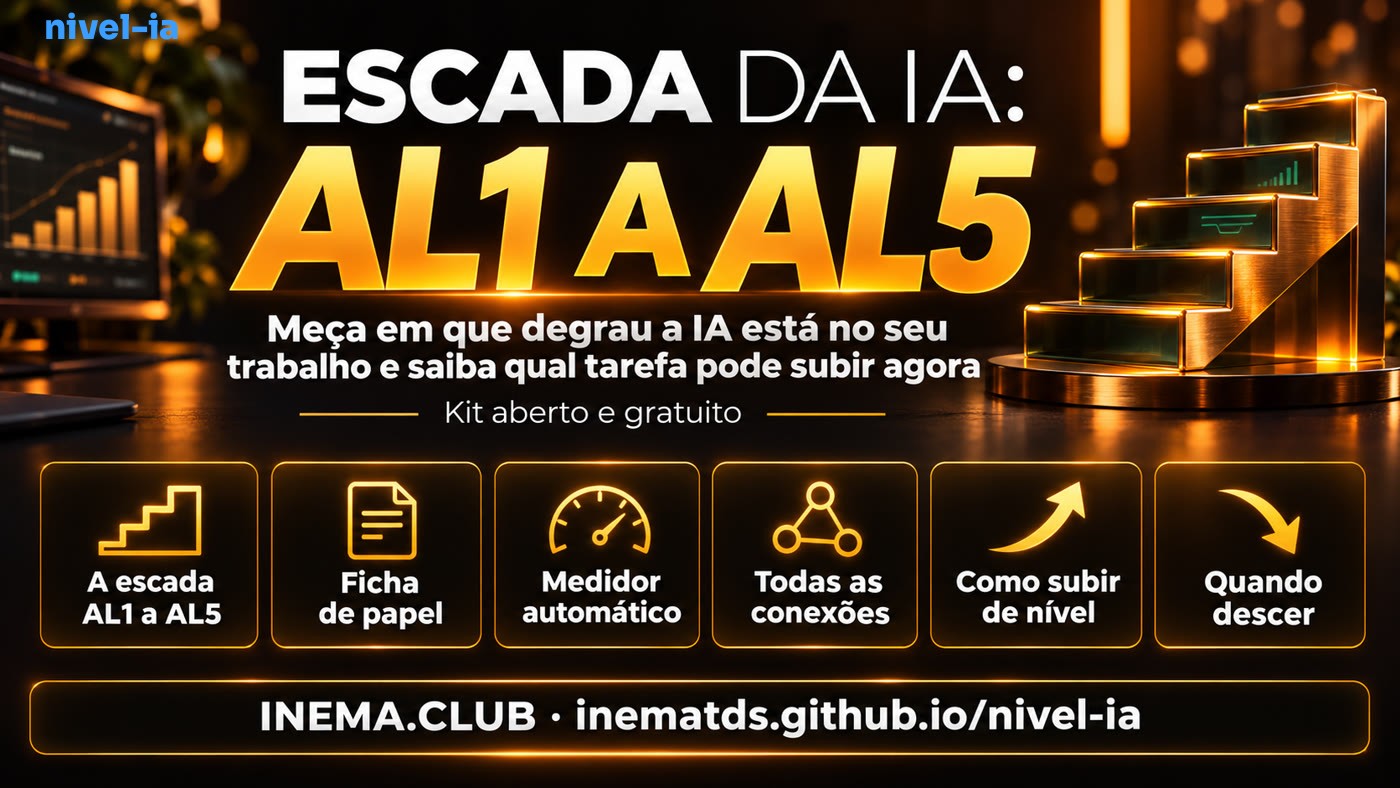 nivel-ia
ESCADA DA IA:
AL1 A AL5
Meça em que degrau a IA está no seu
trabalho e saiba qual tarefa pode subir agora
Kit aberto e gratuito
A escada
AL1 a AL5
Ficha
de papel
Medidor
automático
Todas as
conexões
Como subir
de nível
Quando
descer
INEMA.CLUB · inematds.github.io/nivel-ia